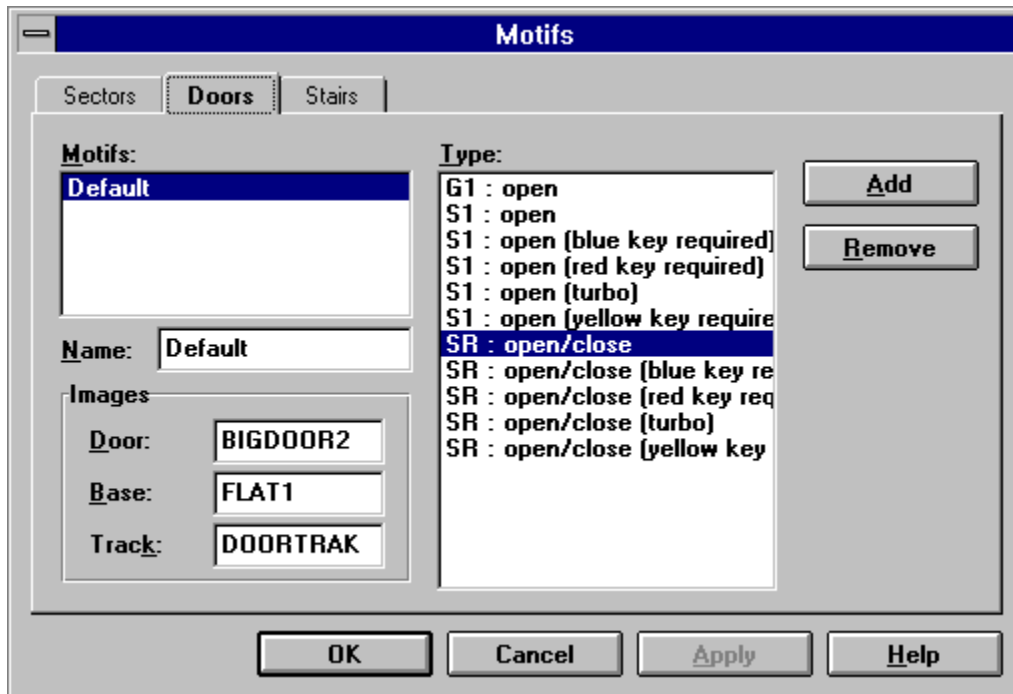 Motifs
Sectors Doors Stairs
Motifs:
Default
Name: Default
Images
Door: BIGDOOR2
Base: FLAT1
Track: DOORTRAK
Type:
G1 : open
S1 : open
S1 : open (blue key required)
S1 : open (red key required)
S1 : open (turbo)
S1 : open (yellow key require
SR : open/close
SR : open/close (blue key re
SR : open/close (red key req
SR : open/close (turbo)
SR : open/close (yellow key
Add
Remove
OK Cancel Apply Help